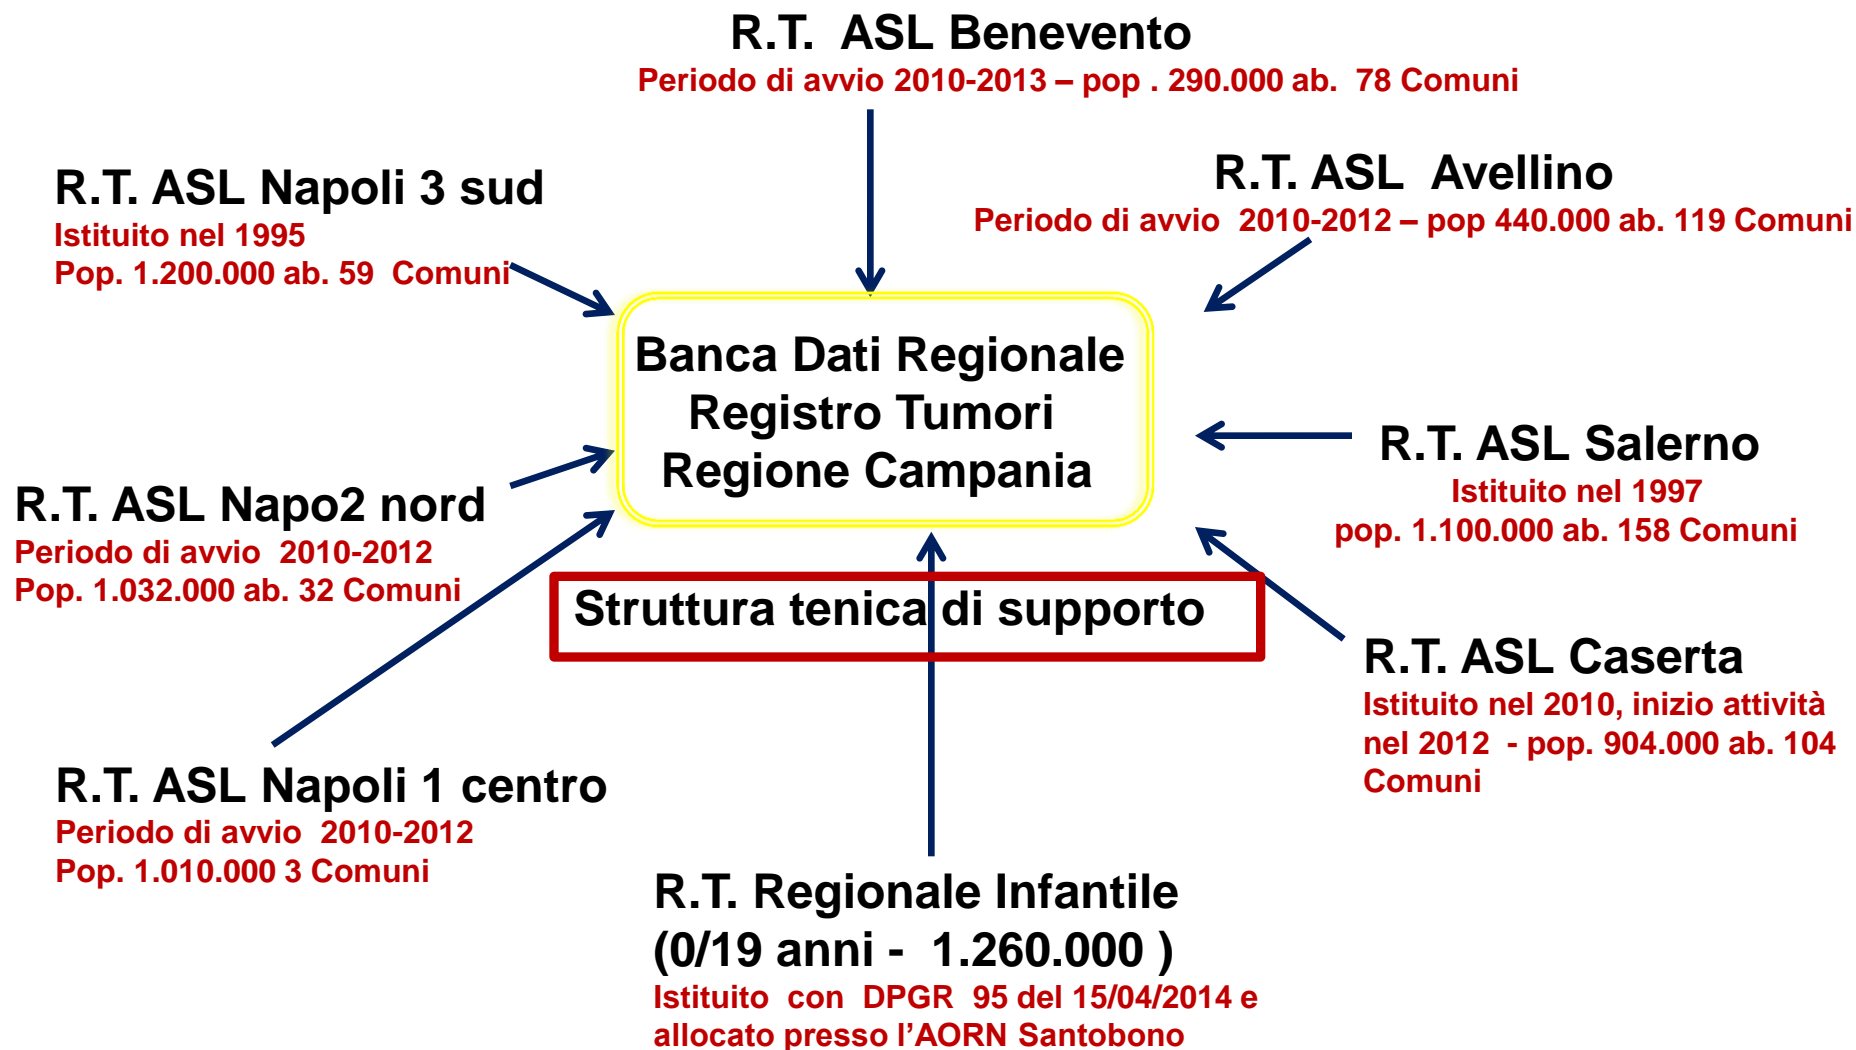 R.T. ASL Benevento
Periodo di avvio 2010-2013 – pop . 290.000 ab. 78 Comuni
R.T. ASL Napoli 3 sud
Istituito nel 1995
Pop. 1.200.000 ab. 59 Comuni
R.T. ASL Avellino
Periodo di avvio 2010-2012 – pop 440.000 ab. 119 Comuni
Banca Dati Regionale
Registro Tumori
Regione Campania
R.T. ASL Napo2 nord
Periodo di avvio 2010-2012
Pop. 1.032.000 ab. 32 Comuni
R.T. ASL Salerno
Istituito nel 1997
pop. 1.100.000 ab. 158 Comuni
Struttura tenica di supporto
R.T. ASL Caserta
Istituito nel 2010, inizio attività
nel 2012 - pop. 904.000 ab. 104
Comuni
R.T. ASL Napoli 1 centro
Periodo di avvio 2010-2012
Pop. 1.010.000 3 Comuni
R.T. Regionale Infantile
(0/19 anni - 1.260.000 )
Istituito con DPGR 95 del 15/04/2014 e
allocato presso l'AORN Santobono